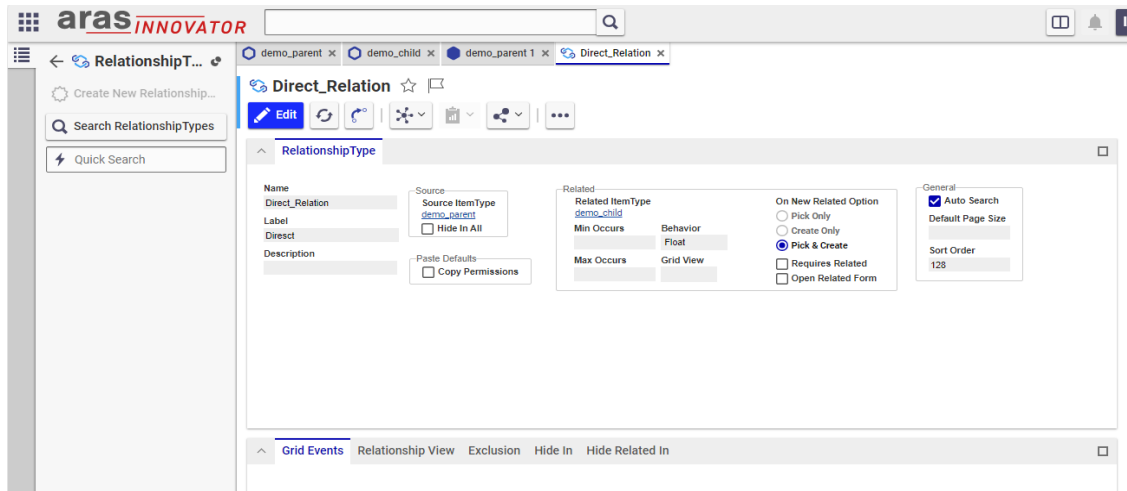 aras INNOVATOR
demo_parent
demo_child
demo_parent 1
Direct_Relation
RelationshipT...
Create New Relationship...
Search RelationshipTypes
Quick Search
Direct_Relation
Edit
RelationshipType
Name
Direct_Relation
Label
Diresct
Description
Source
Source ItemType
demo_parent
Hide In All
Paste Defaults
Copy Permissions
Related
Related ItemType
demo_child
Min Occurs
Behavior
Float
Max Occurs
Grid View
On New Related Option
Pick Only
Create Only
Pick & Create
Requires Related
Open Related Form
General
Auto Search
Default Page Size
Sort Order
128
Grid Events
Relationship View
Exclusion
Hide In
Hide Related In